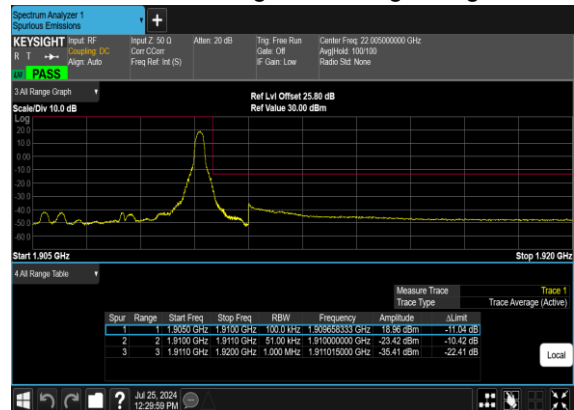 Spectrum Analyzer 1
Spurious Emissions
+
KEYSIGHT Input: RF Input Z: 50 Ω Atten: 20 dB Trig: Free Run Center Freq: 22.005000000 GHz
R T Coupling: DC Corr CCorr Gate: Off Avg|Hold: 100/100
Align: Auto Freq Ref: Int (S) IF Gain: Low Radio Std: None
PASS
3 All Range Graph
Ref Lvl Offset 25.80 dB
Scale/Div 10.0 dB Ref Value 30.00 dBm
Log
20.0
10.0
0.00
-10.0
-20.0
-30.0
-40.0
-50.0
-60.0
Start 1.905 GHz Stop 1.920 GHz
4 All Range Table
Measure Trace Trace 1
Trace Type Trace Average (Active)
Spur Range Start Freq Stop Freq RBW Frequency Amplitude ΔLimit
1 1 1.9050 GHz 1.9100 GHz 100.0 kHz 1.909658333 GHz 18.96 dBm -11.04 dB
2 2 1.9100 GHz 1.9110 GHz 51.00 kHz 1.910000000 GHz -23.42 dBm -10.42 dB
3 3 1.9110 GHz 1.9200 GHz 1.000 MHz 1.911015000 GHz -35.41 dBm -22.41 dB
Local
? Jul 25, 2024
12:29:59 PM